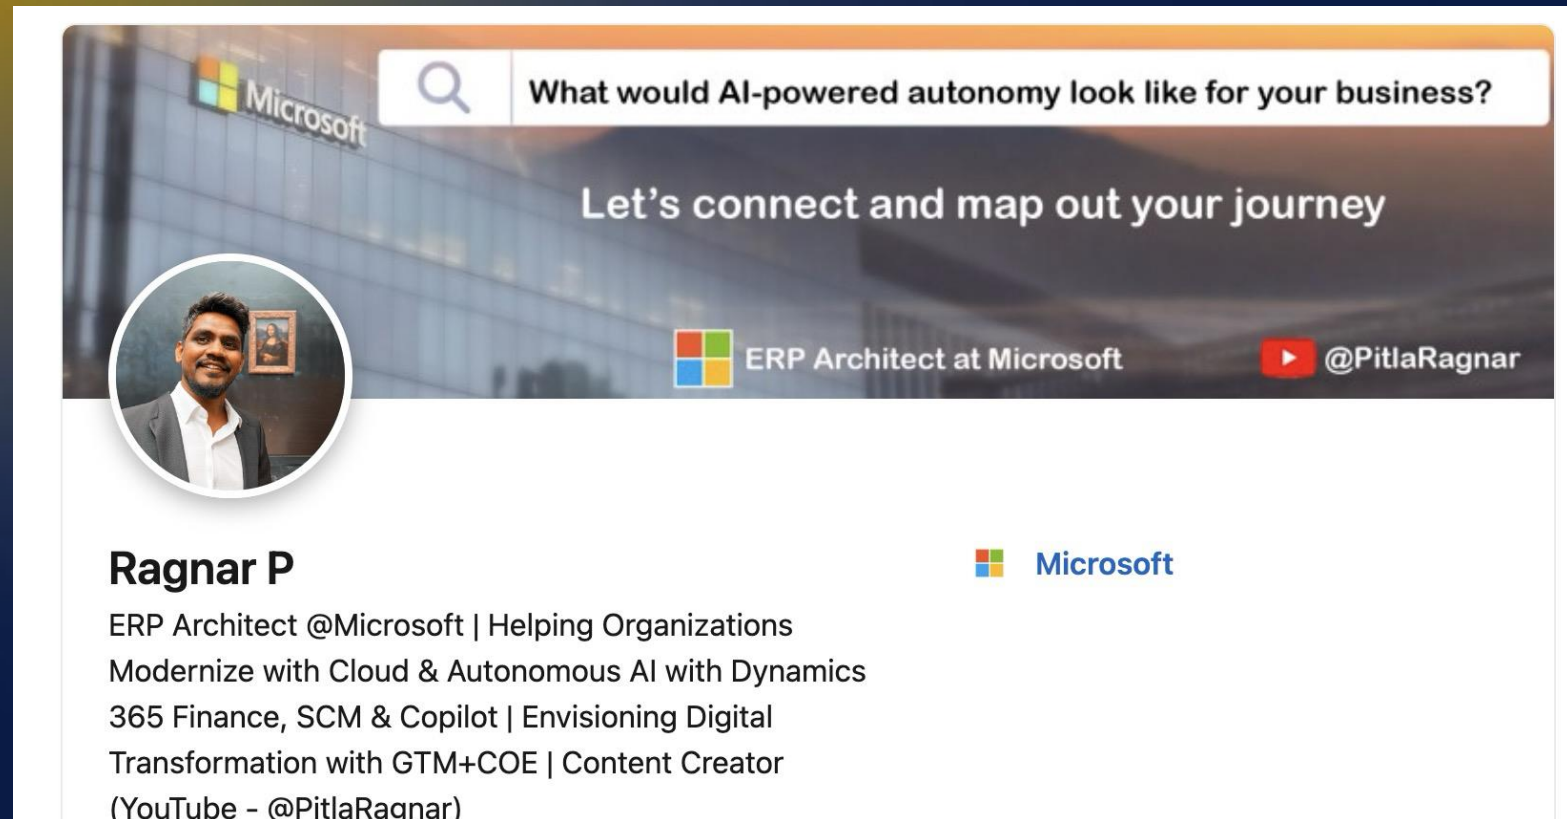 Microsoft
What would AI-powered autonomy look like for your business?
Let's connect and map out your journey
ERP Architect at Microsoft
@PitlaRagnar
Ragnar P
Microsoft
ERP Architect @Microsoft | Helping Organizations
Modernize with Cloud & Autonomous AI with Dynamics
365 Finance, SCM & Copilot | Envisioning Digital
Transformation with GTM+COE | Content Creator
(YouTube - @PitlaRagnar)